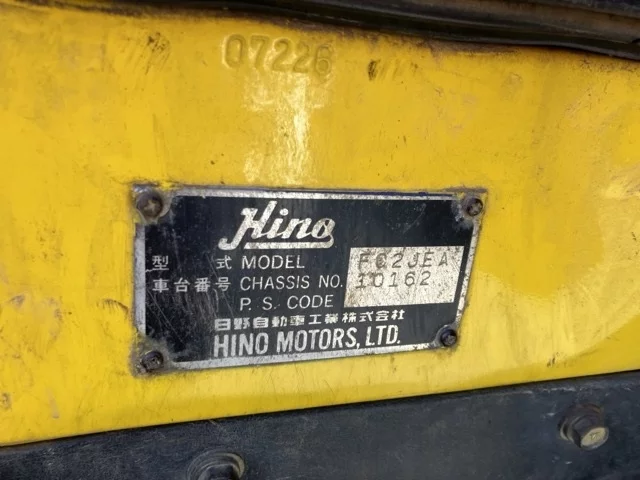 07226
Hino
型 式 MODEL FC2JEA
車台番号 CHASSIS NO. 10162
P. S. CODE
日野自動車工業株式会社
HINO MOTORS, LTD.